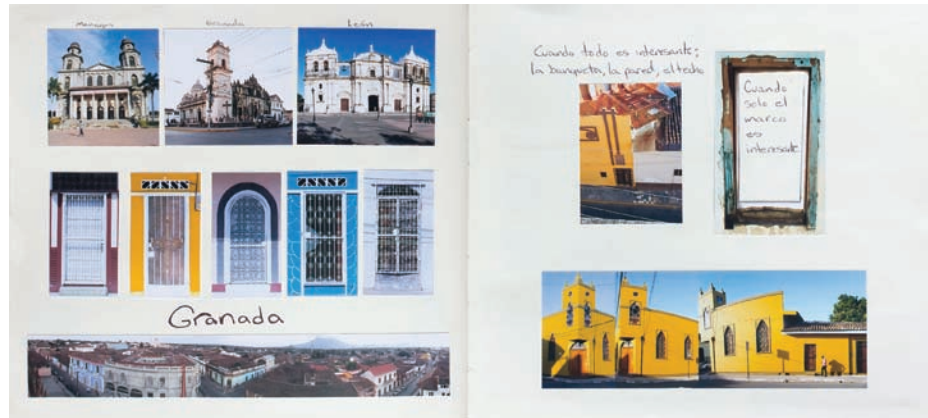 Managua
Granada
León
Granada
Cuando todo es interesante;
la banqueta, la pared, el techo
Cuando
solo el
marco
es
interesante